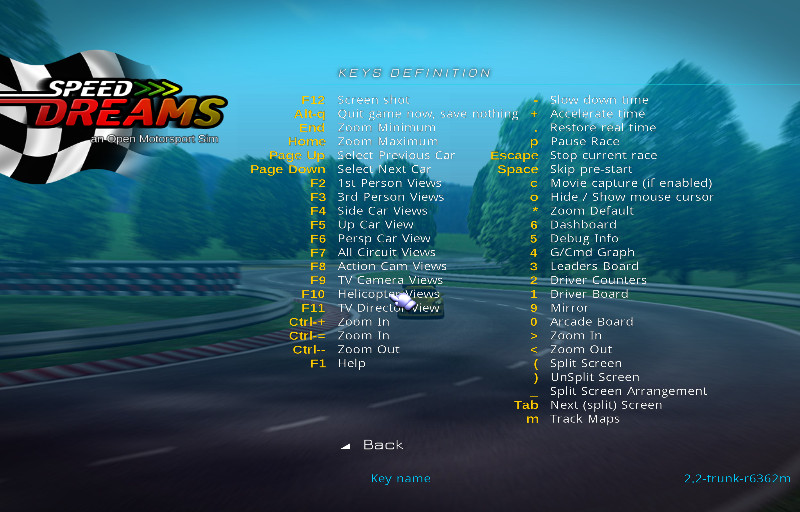 SPEED
DREAMS
an Open Motorsport Sim
KEYS DEFINITION
F12 Screen shot
Alt-q Quit game now, save nothing
End Zoom Minimum
Home Zoom Maximum
Page Up Select Previous Car
Page Down Select Next Car
F2 1st Person Views
F3 3rd Person Views
F4 Side Car Views
F5 Up Car View
F6 Persp Car View
F7 All Circuit Views
F8 Action Cam Views
F9 TV Camera Views
F10 Helicopter Views
F11 TV Director View
Ctrl-+ Zoom In
Ctrl-= Zoom In
Ctrl-- Zoom Out
F1 Help
- Slow down time
+ Accelerate time
. Restore real time
p Pause Race
Escape Stop current race
Space Skip pre-start
c Movie capture (if enabled)
o Hide / Show mouse cursor
* Zoom Default
6 Dashboard
5 Debug Info
4 G/Cmd Graph
3 Leaders Board
2 Driver Counters
1 Driver Board
9 Mirror
0 Arcade Board
> Zoom In
< Zoom Out
( Split Screen
) UnSplit Screen
_ Split Screen Arrangement
Tab Next (split) Screen
m Track Maps
Back
Key name
2.2-trunk-r6362m